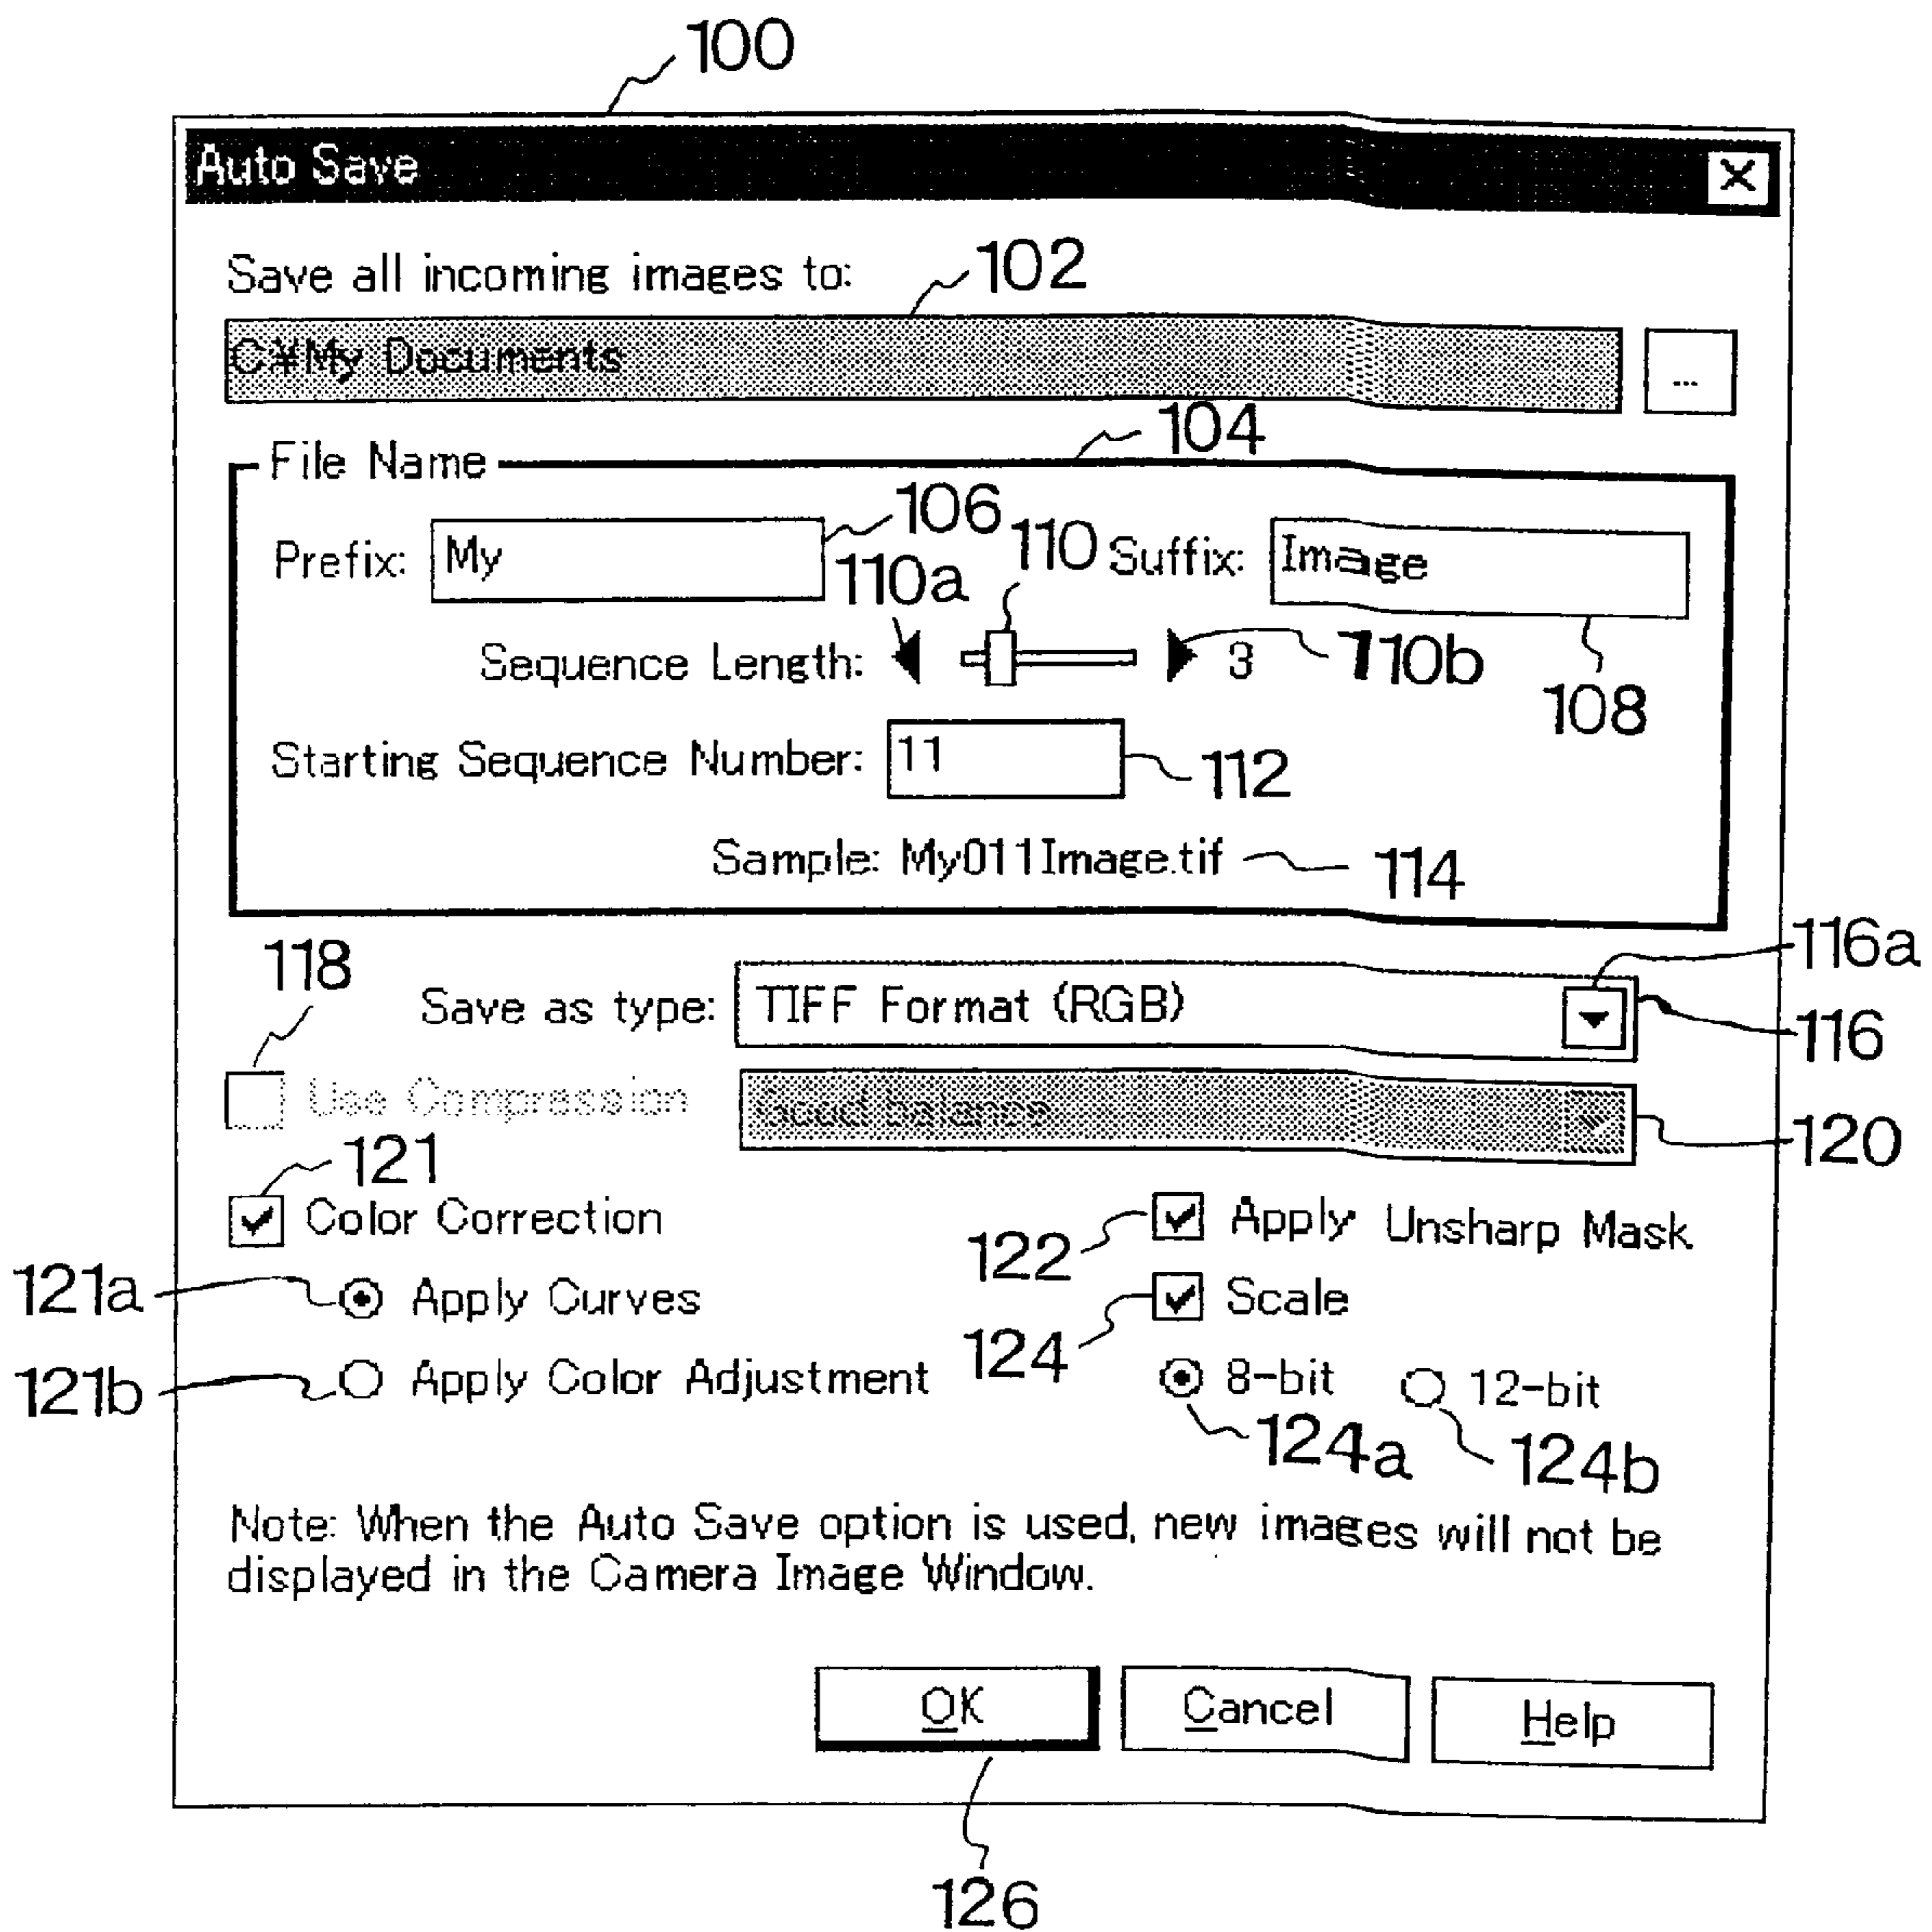 100
Auto Save
Save all incoming images to:
102
C:¥My Documents
...
104
File Name
106
110
Prefix: My
Suffix: Image
110a
Sequence Length: 3
110b
108
Starting Sequence Number: 11
112
Sample: My011Image.tif
114
118
116a
Save as type: TIFF Format (RGB)
116
Use Compression
Good balance
120
121
Color Correction
Apply Unsharp Mask
122
121a
Apply Curves
Scale
124
121b
Apply Color Adjustment
8-bit
12-bit
124a
124b
Note: When the Auto Save option is used, new images will not be
displayed in the Camera Image Window.
OK
Cancel
Help
126